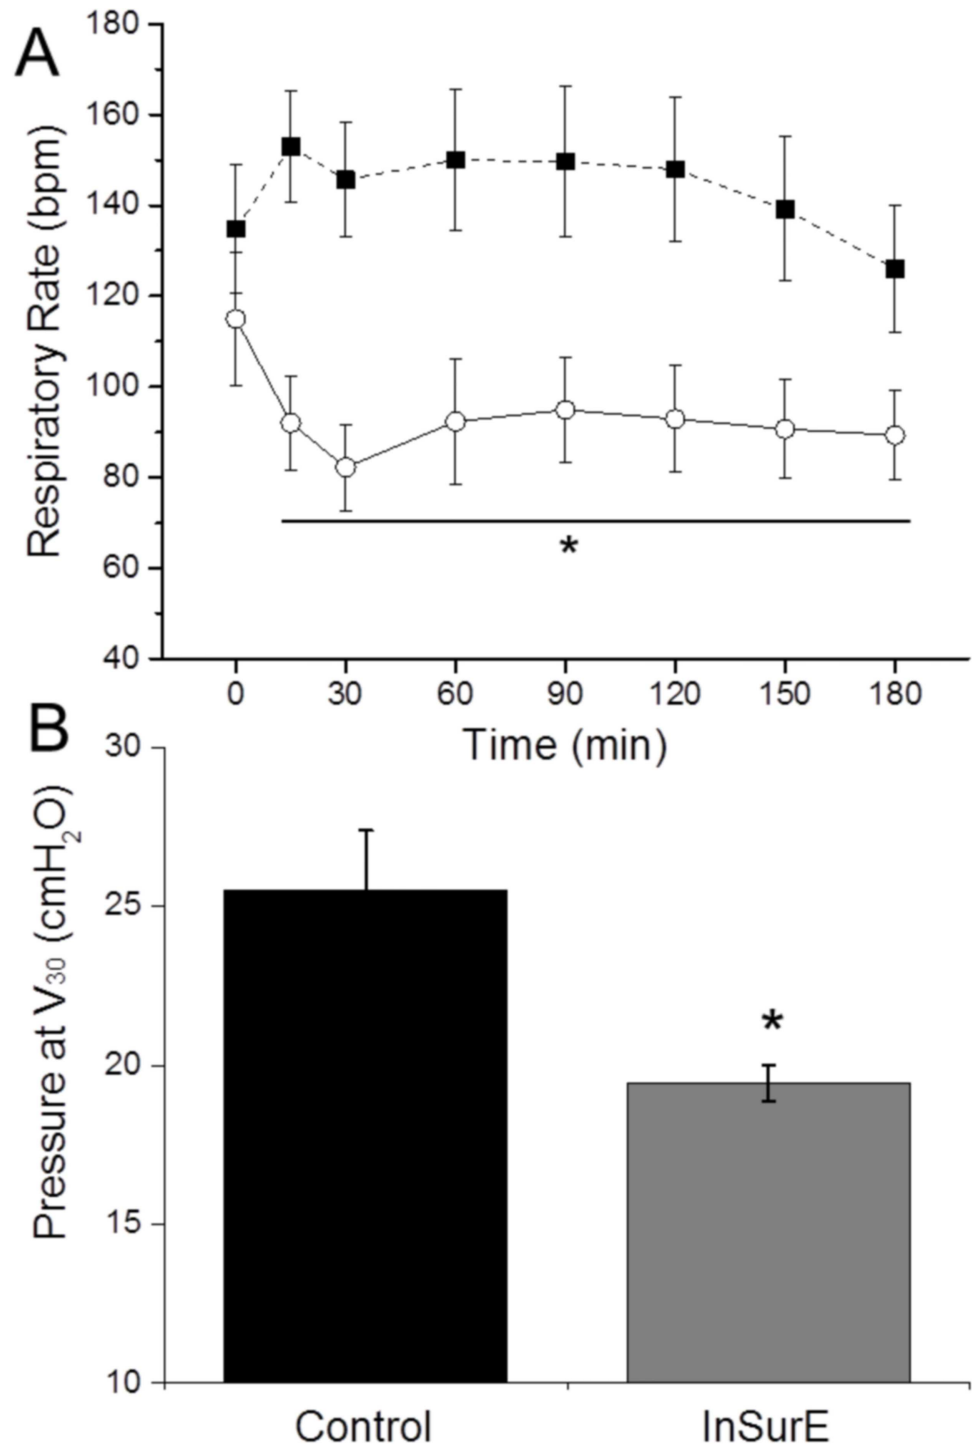 A
Respiratory Rate (bpm)
180
160
140
120
100
80
60
40
*
0 30 60 90 120 150 180
Time (min)
B
Pressure at V30 (cmH2O)
30
25
20
15
10
*
Control InSurE